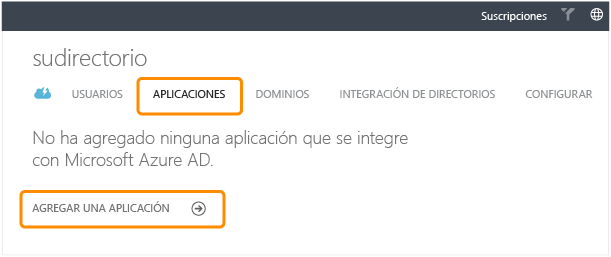 Suscripciones
sudirectorio
USUARIOS APLICACIONES DOMINIOS INTEGRACIÓN DE DIRECTORIOS CONFIGURAR
No ha agregado ninguna aplicación que se integre
con Microsoft Azure AD.
AGREGAR UNA APLICACIÓN